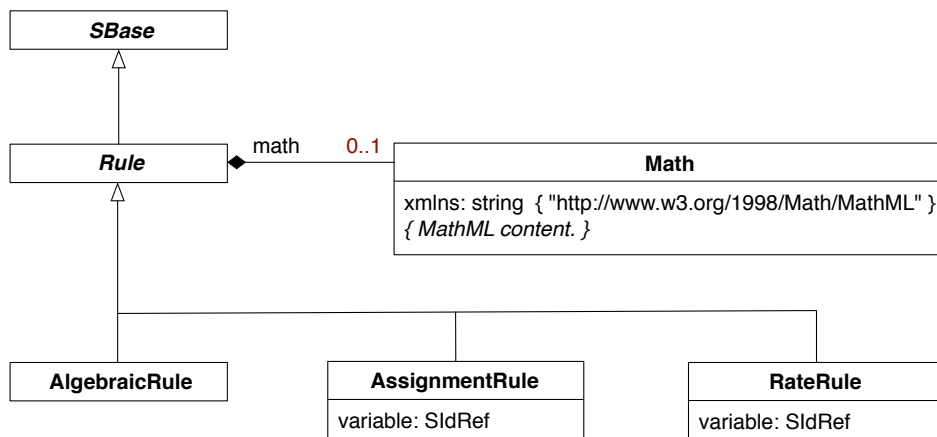 SBase
Rule
math 0..1
Math
xmlns: string { "http://www.w3.org/1998/Math/MathML" }
{ MathML content. }
AlgebraicRule
AssignmentRule
variable: SIdRef
RateRule
variable: SIdRef